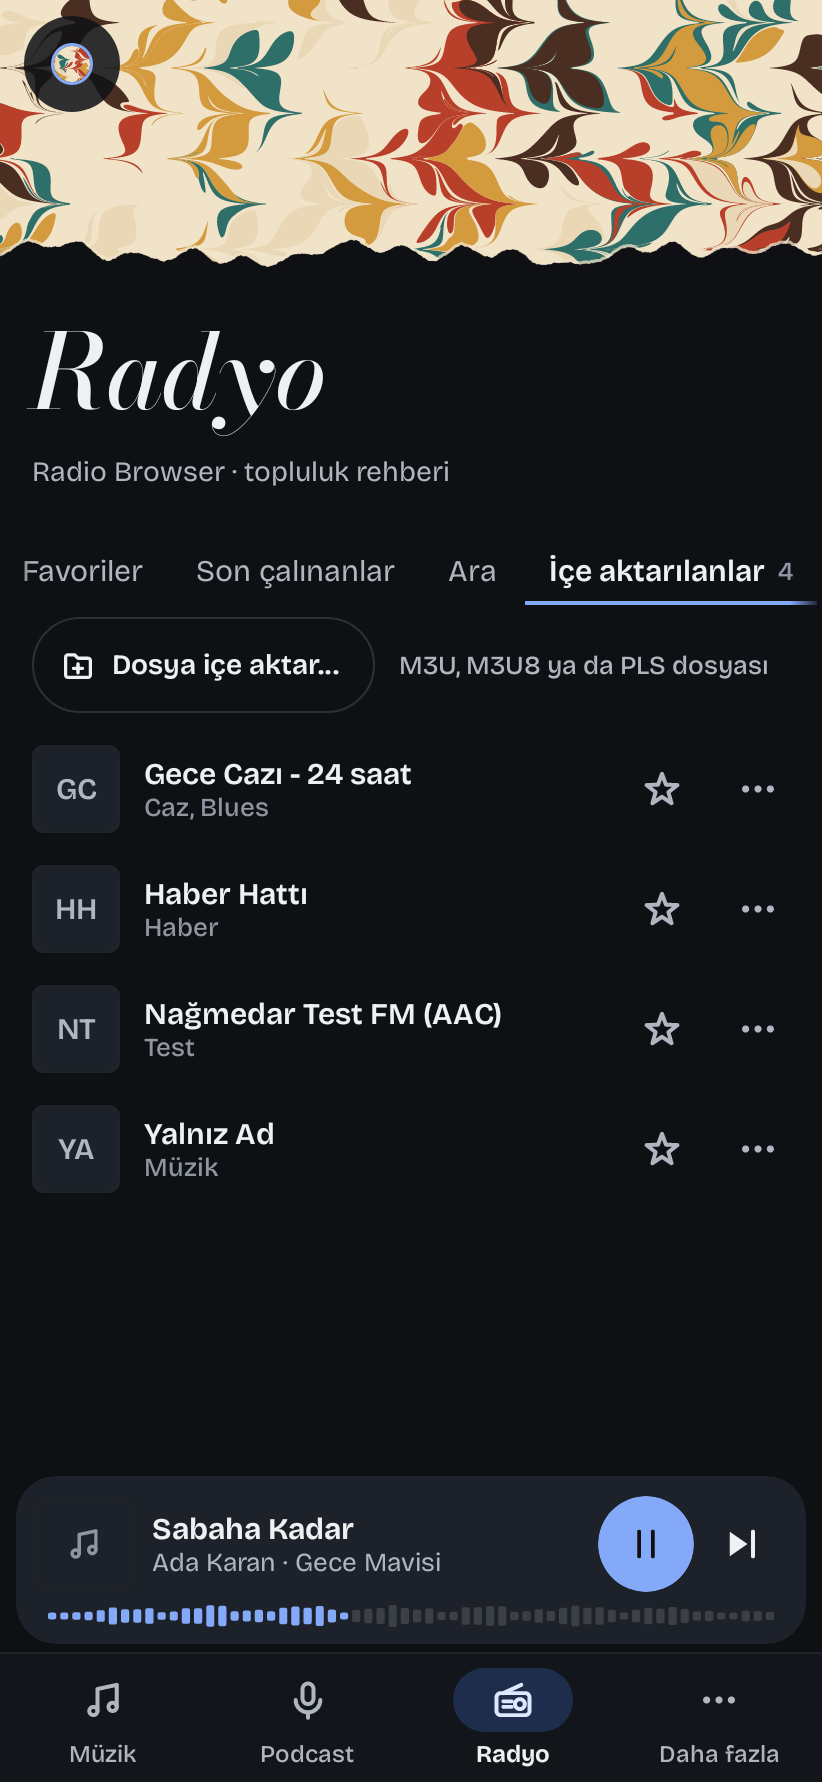 Radyo
Radio Browser · topluluk rehberi
Favoriler Son çalınanlar Ara İçe aktarılanlar 4
Dosya içe aktar... M3U, M3U8 ya da PLS dosyası
GC
Gece Cazı - 24 saat
Caz, Blues
HH
Haber Hattı
Haber
NT
Nağmedar Test FM (AAC)
Test
YA
Yalnız Ad
Müzik
Sabaha Kadar
Ada Karan · Gece Mavisi
Müzik Podcast Radyo Daha fazla